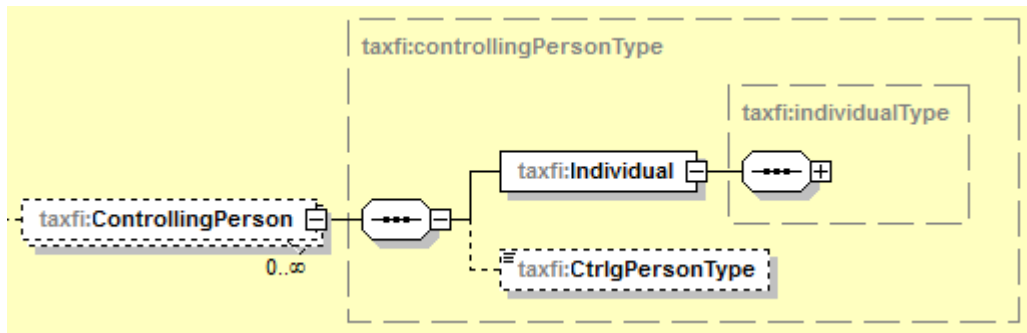 taxfi:controllingPersonType
taxfi:individualType
taxfi:Individual
taxfi:ControllingPerson
0..∞
taxfi:CtrlgPersonType